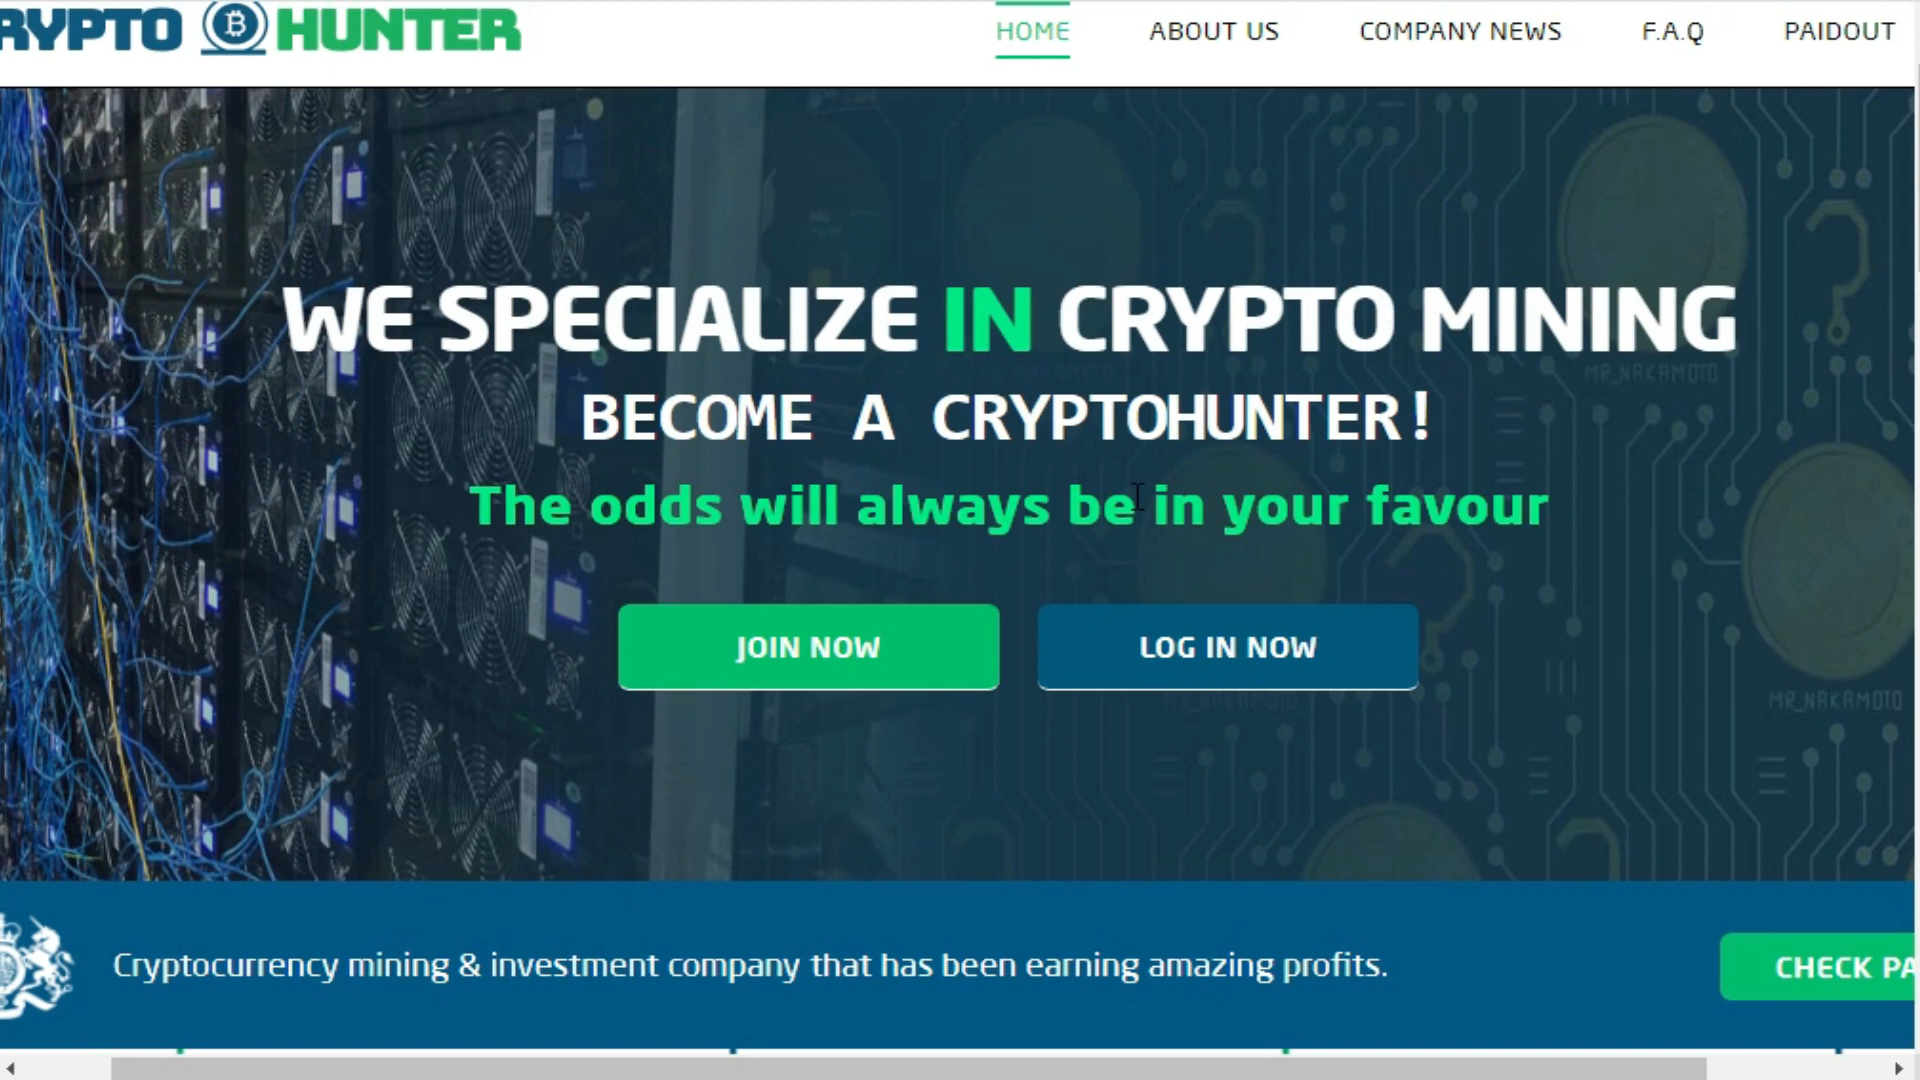 RYPTO HUNTER
HOME ABOUT US COMPANY NEWS F.A.Q PAIDOUT
WE SPECIALIZE IN CRYPTO MINING
BECOME A CRYPTOHUNTER!
The odds will always be in your favour
JOIN NOW LOG IN NOW
MR_NAKAMOTO
MR_NAKAMOTO
Cryptocurrency mining & investment company that has been earning amazing profits.
CHECK PA